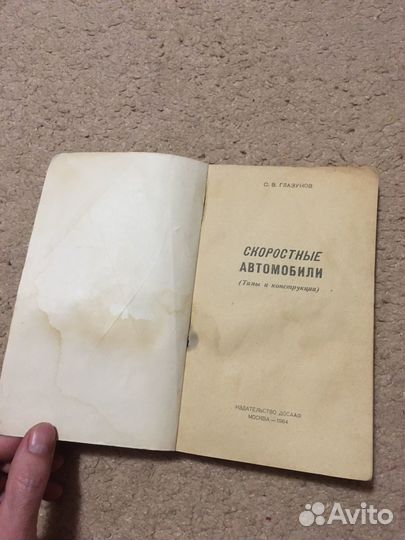 С. В. ГЛАЗУНОВ
СКОРОСТНЫЕ
АВТОМОБИЛИ
(Типы и конструкции)
ИЗДАТЕЛЬСТВО ДОСААФ
МОСКВА—1964
Avito